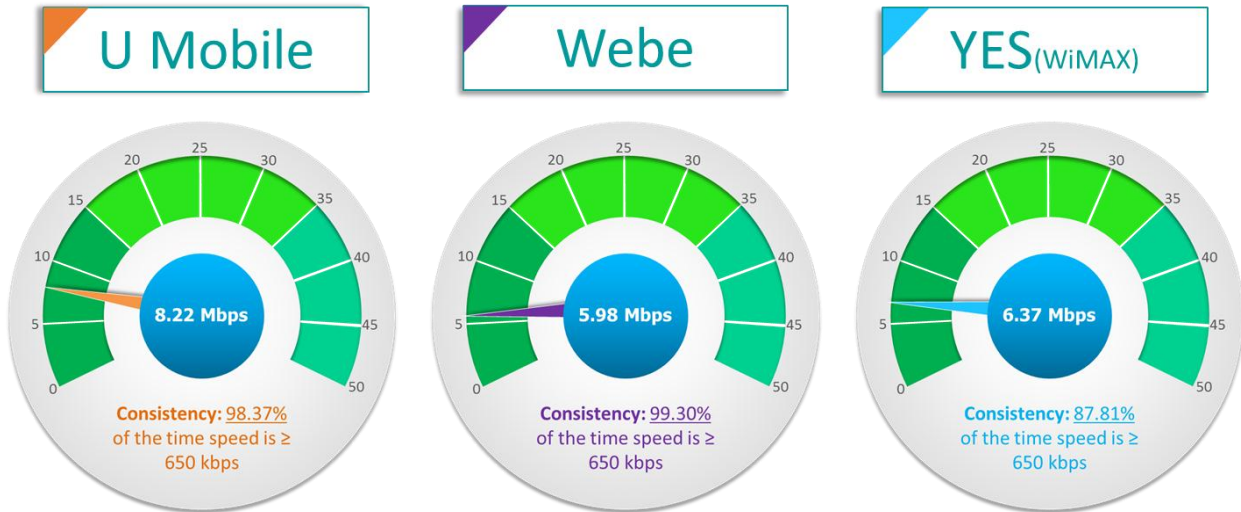 U Mobile
Webe
YES(WiMAX)
0
5
10
15
20
25
30
35
40
45
50
8.22 Mbps
Consistency: 98.37%
of the time speed is ≥
650 kbps
0
5
10
15
20
25
30
35
40
45
50
5.98 Mbps
Consistency: 99.30%
of the time speed is ≥
650 kbps
0
5
10
15
20
25
30
35
40
45
50
6.37 Mbps
Consistency: 87.81%
of the time speed is ≥
650 kbps